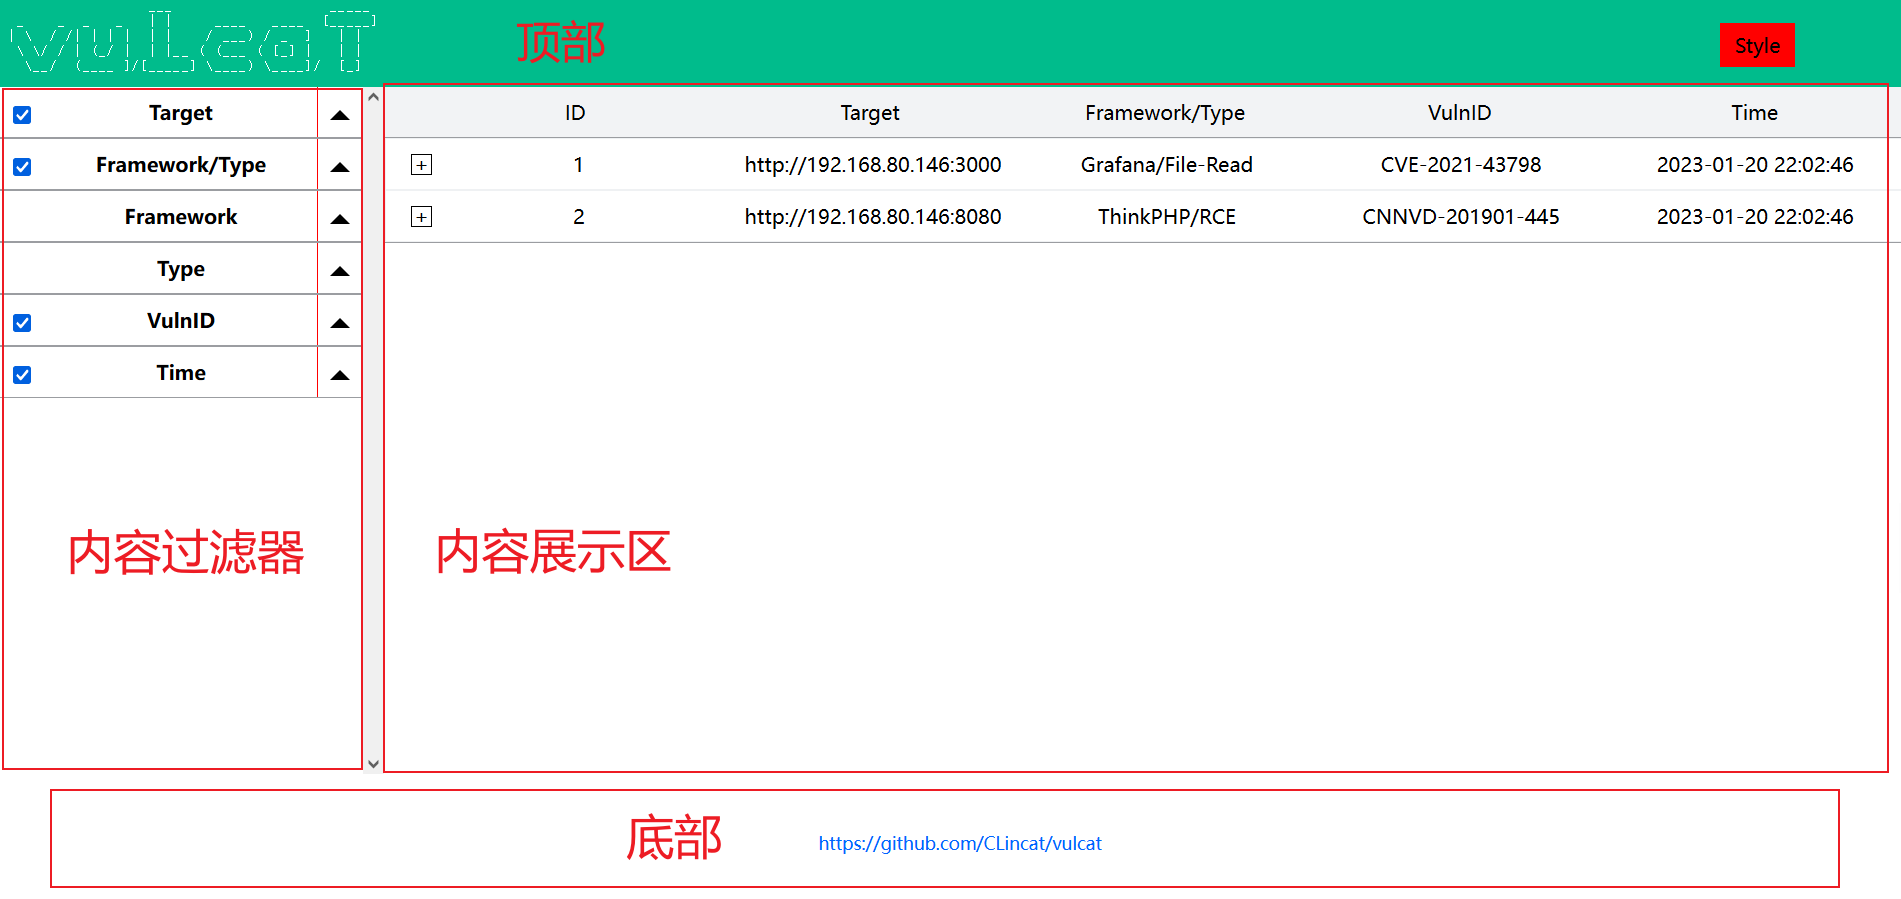 vulcat
顶部
Style
Target
Framework/Type
Framework
Type
VulnID
Time
内容过滤器
ID Target Framework/Type VulnID Time
+ 1 http://192.168.80.146:3000 Grafana/File-Read CVE-2021-43798 2023-01-20 22:02:46
+ 2 http://192.168.80.146:8080 ThinkPHP/RCE CNNVD-201901-445 2023-01-20 22:02:46
内容展示区
底部
https://github.com/CLincat/vulcat